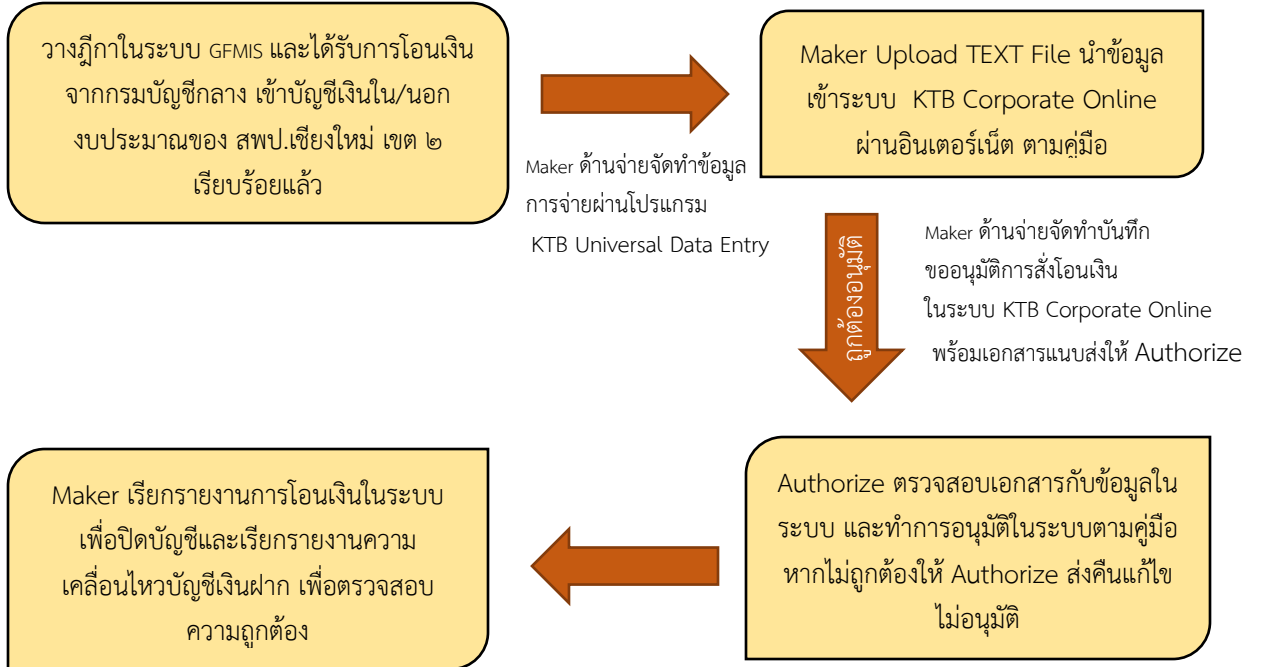 วางฎีกาในระบบ GFMIS และได้รับการโอนเงิน
จากกรมบัญชีกลาง เข้าบัญชีเงินใน/นอก
งบประมาณของ สพป.เชียงใหม่ เขต ๒
เรียบร้อยแล้ว
Maker ด้านจ่ายจัดทำข้อมูล
การจ่ายผ่านโปรแกรม
KTB Universal Data Entry
Maker Upload TEXT File นำข้อมูล
เข้าระบบ KTB Corporate Online
ผ่านอินเตอร์เน็ต ตามคู่มือ
ถูกต้องอนุมัติ
Maker ด้านจ่ายจัดทำบันทึก
ขออนุมัติการสั่งโอนเงิน
ในระบบ KTB Corporate Online
พร้อมเอกสารแนบส่งให้ Authorize
Authorize ตรวจสอบเอกสารกับข้อมูลใน
ระบบ และทำการอนุมัติในระบบตามคู่มือ
หากไม่ถูกต้องให้ Authorize ส่งคืนแก้ไข
ไม่อนุมัติ
Maker เรียกรายงานการโอนเงินในระบบ
เพื่อปิดบัญชีและเรียกรายงานความ
เคลื่อนไหวบัญชีเงินฝาก เพื่อตรวจสอบ
ความถูกต้อง